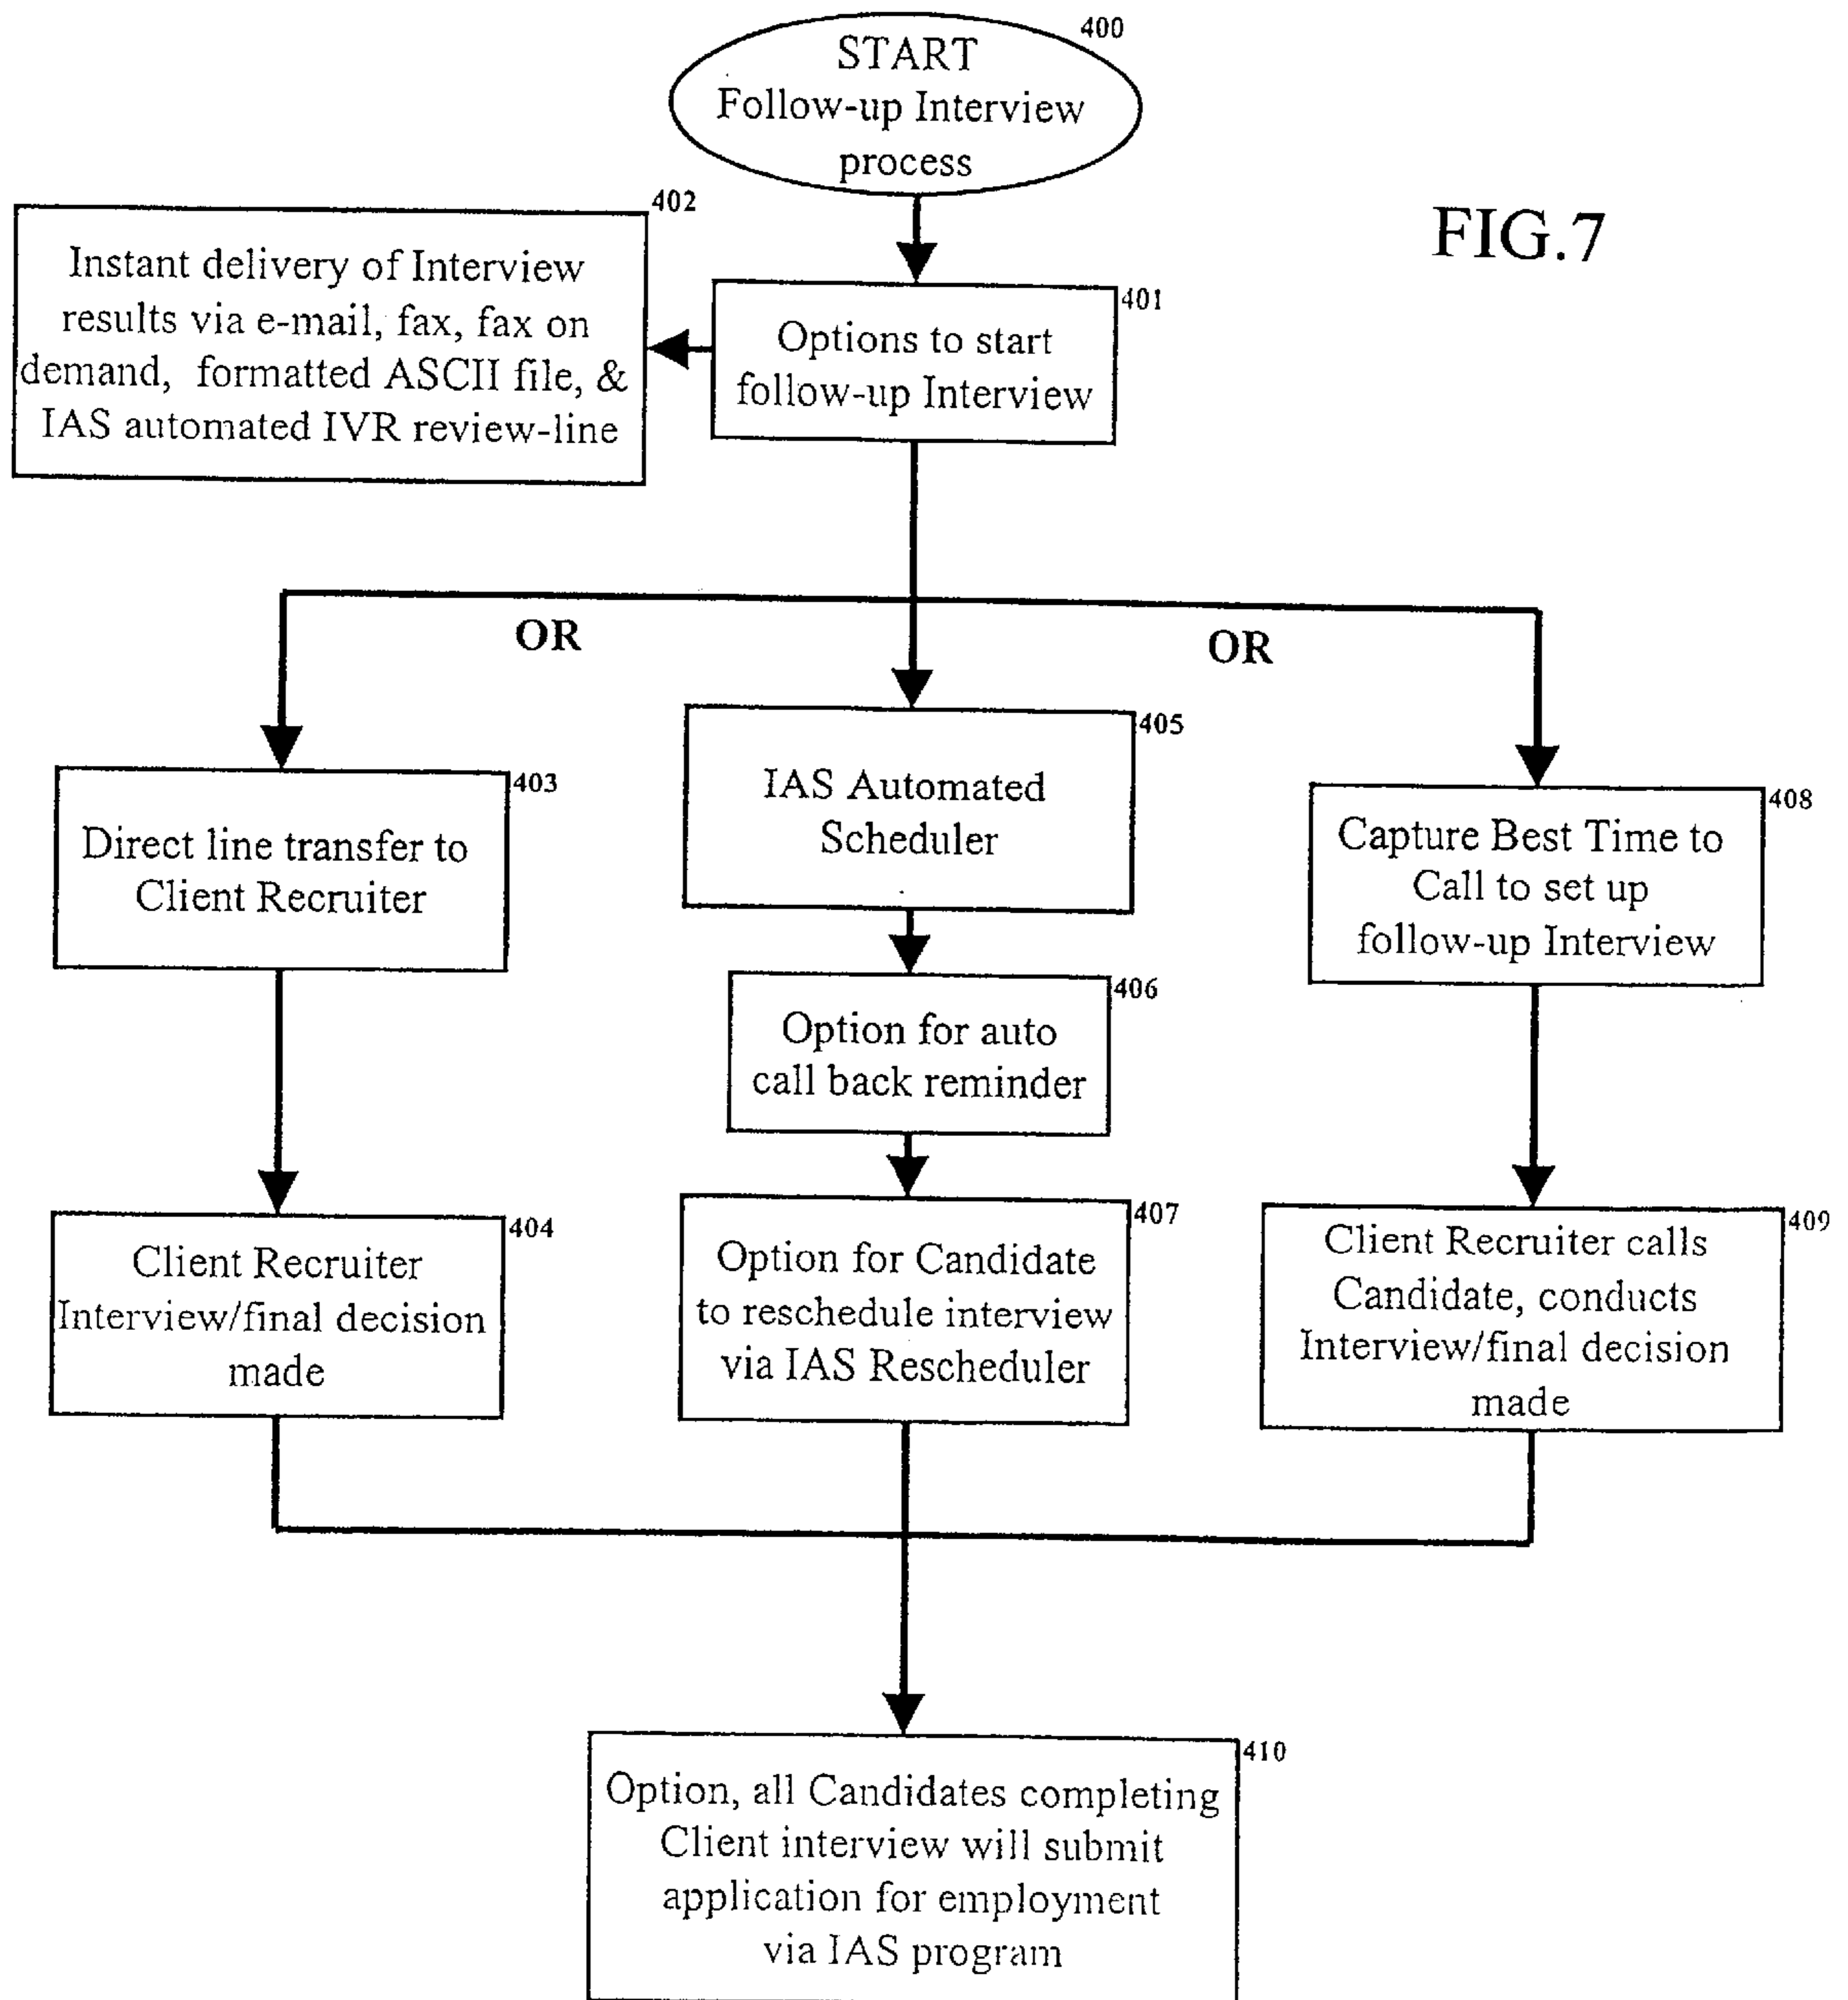 400
START
Follow-up Interview
process
FIG.7
402
Instant delivery of Interview
results via e-mail, fax, fax on
demand, formatted ASCII file, &
IAS automated IVR review-line
401
Options to start
follow-up Interview
OR
OR
403
Direct line transfer to
Client Recruiter
405
IAS Automated
Scheduler
408
Capture Best Time to
Call to set up
follow-up Interview
406
Option for auto
call back reminder
404
Client Recruiter
Interview/final decision
made
407
Option for Candidate
to reschedule interview
via IAS Rescheduler
409
Client Recruiter calls
Candidate, conducts
Interview/final decision
made
410
Option, all Candidates completing
Client interview will submit
application for employment
via IAS program